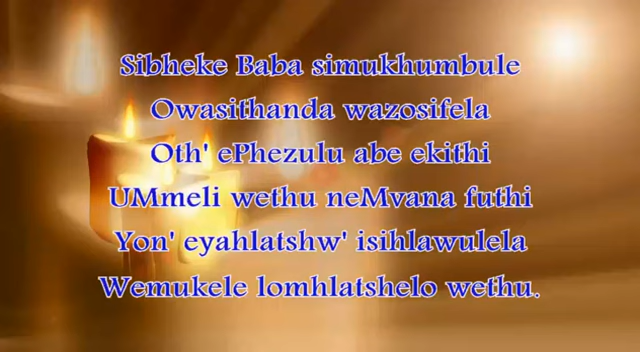 Sibheke Baba simukhumbule
Owasithanda wazosifela
Oth' ePhezulu abe ekithi
UMmeli wethu neMvana futhi
Yon' eyahlatshw' isihlawulela
Wemukele lomhlatshelo wethu.